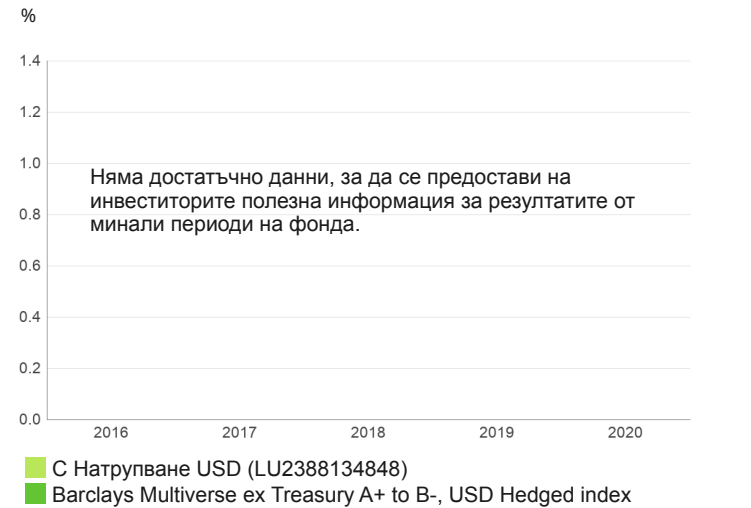 %
1.4
1.2
1.0
Няма достатъчно данни, за да се предостави на
инвеститорите полезна информация за резултатите от
минали периоди на фонда.
0.8
0.6
0.4
0.2
0.0
2016 2017 2018 2019 2020
С Натрупване USD (LU2388134848)
Barclays Multiverse ex Treasury A+ to B-, USD Hedged index